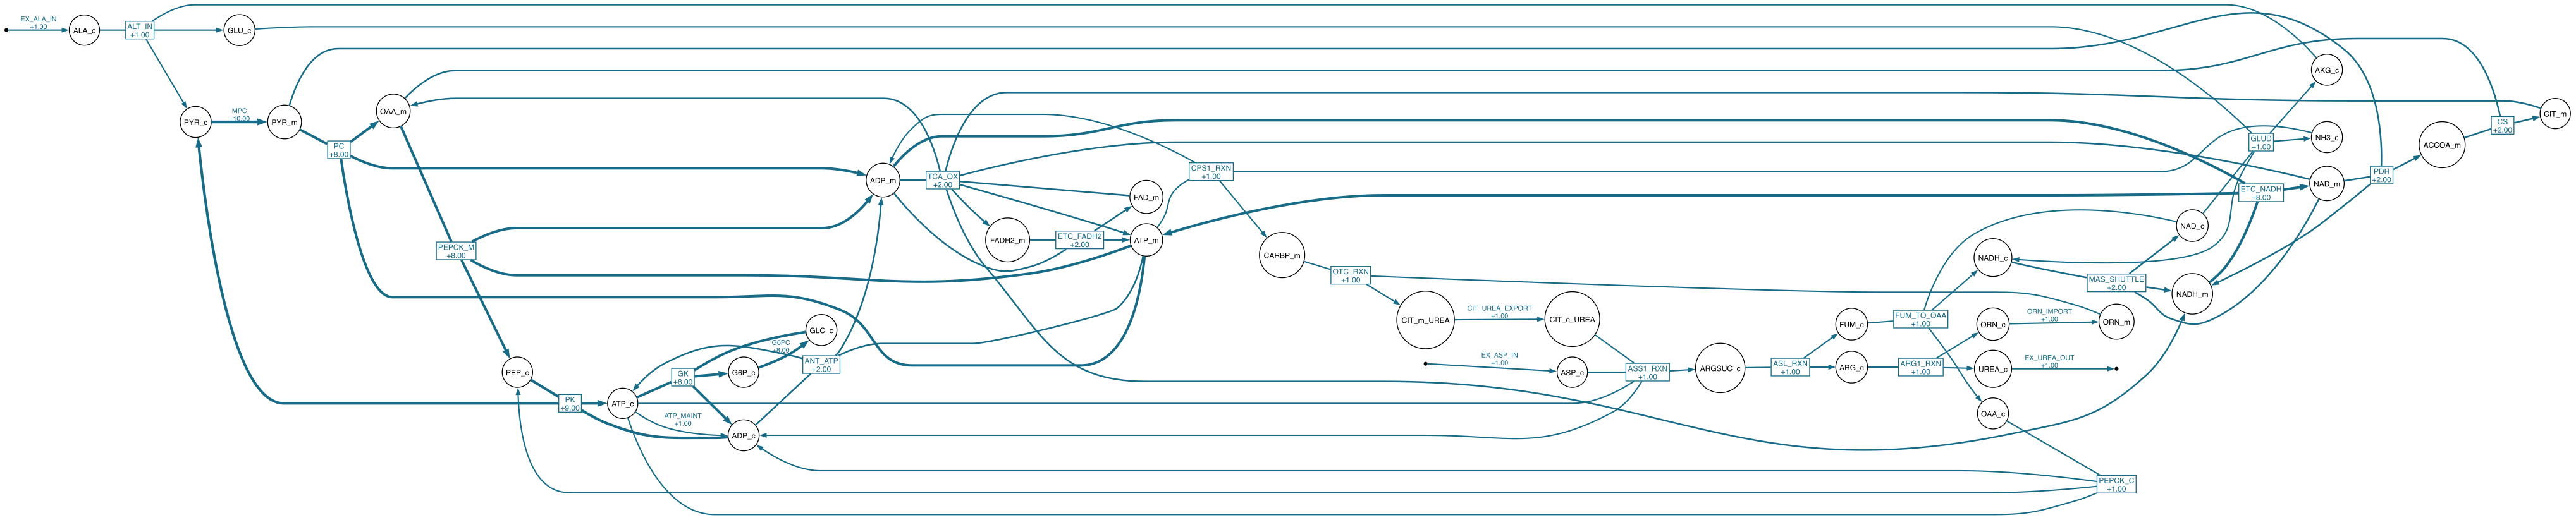 EX_ALA_IN
+1.00
ALA_c
ALT_IN
+1.00
GLU_c
AKG_c
PYR_c
MPC
+10.00
PYR_m
OAA_m
PC
+8.00
CIT_m
CS
+2.00
ACCOA_m
GLUD
+1.00
NH3_c
PDH
+2.00
NAD_m
ETC_NADH
+8.00
ADP_m
TCA_OX
+2.00
CPS1_RXN
+1.00
FAD_m
NAD_c
FADH2_m
ETC_FADH2
+2.00
ATP_m
PEPCK_M
+8.00
CARBP_m
NADH_c
OTC_RXN
+1.00
MAS_SHUTTLE
+2.00
NADH_m
CIT_m_UREA
CIT_UREA_EXPORT
+1.00
CIT_c_UREA
FUM_c
FUM_TO_OAA
+1.00
ORN_c
ORN_IMPORT
+1.00
ORN_m
GLC_c
G6PC
+8.00
ANT_ATP
+2.00
PEP_c
GK
+8.00
G6P_c
EX_ASP_IN
+1.00
ASP_c
ASS1_RXN
+1.00
ARGSUC_c
ASL_RXN
+1.00
ARG_c
ARG1_RXN
+1.00
UREA_c
EX_UREA_OUT
+1.00
PK
+9.00
ATP_c
ATP_MAINT
+1.00
ADP_c
OAA_c
PEPCK_C
+1.00